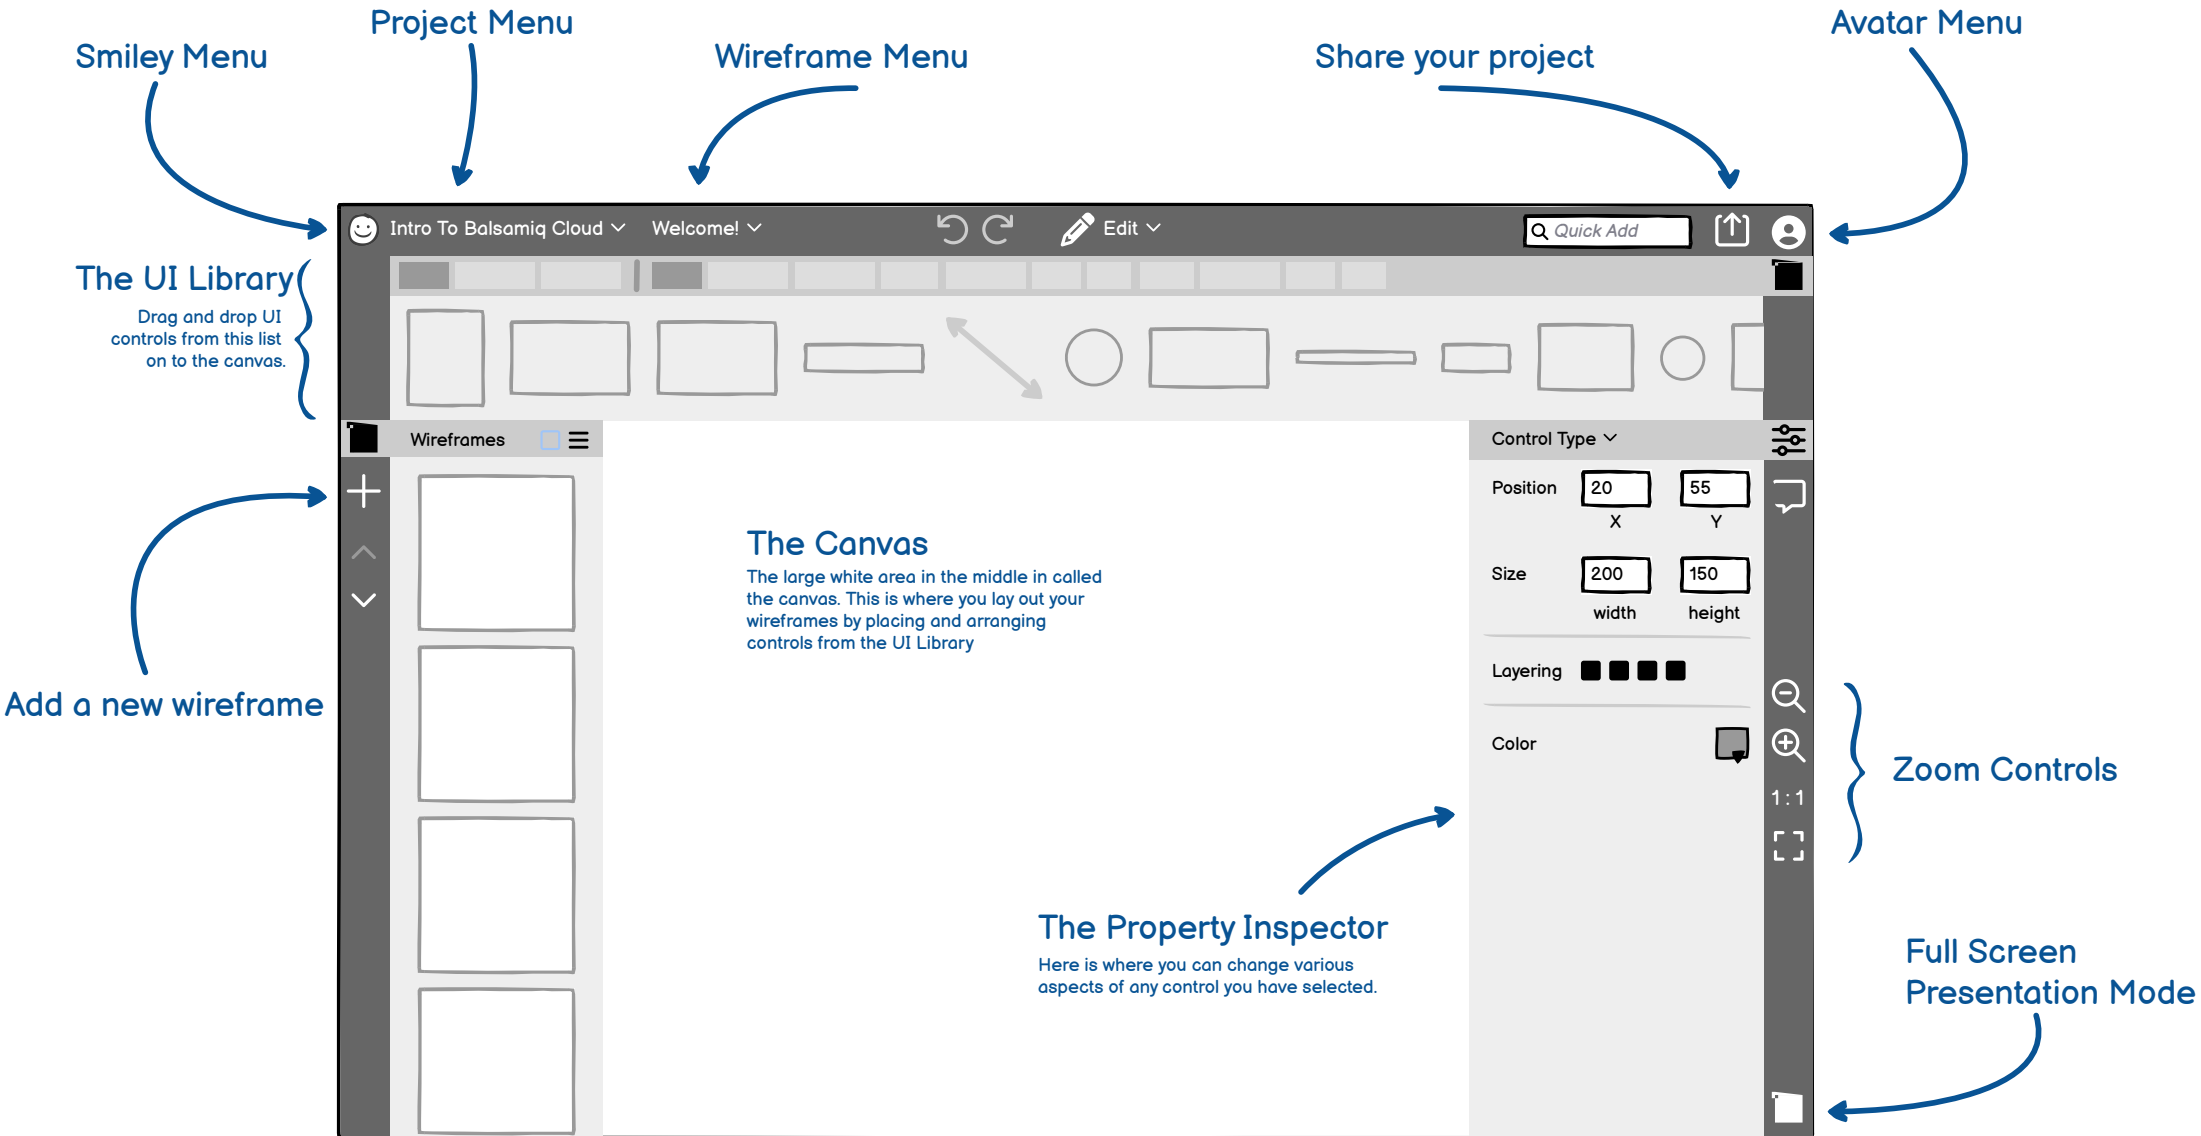 Project Menu
Avatar Menu
Smiley Menu
Wireframe Menu
Share your project
Intro To Balsamiq Cloud
Welcome!
Edit
Quick Add
The UI Library
Drag and drop UI
controls from this list
on to the canvas.
Wireframes
Control Type
Position
20
55
X
Y
The Canvas
The large white area in the middle in called
the canvas. This is where you lay out your
wireframes by placing and arranging
controls from the UI Library
Size
200
150
width
height
Layering
Add a new wireframe
Color
Zoom Controls
1:1
The Property Inspector
Here is where you can change various
aspects of any control you have selected.
Full Screen
Presentation Mode